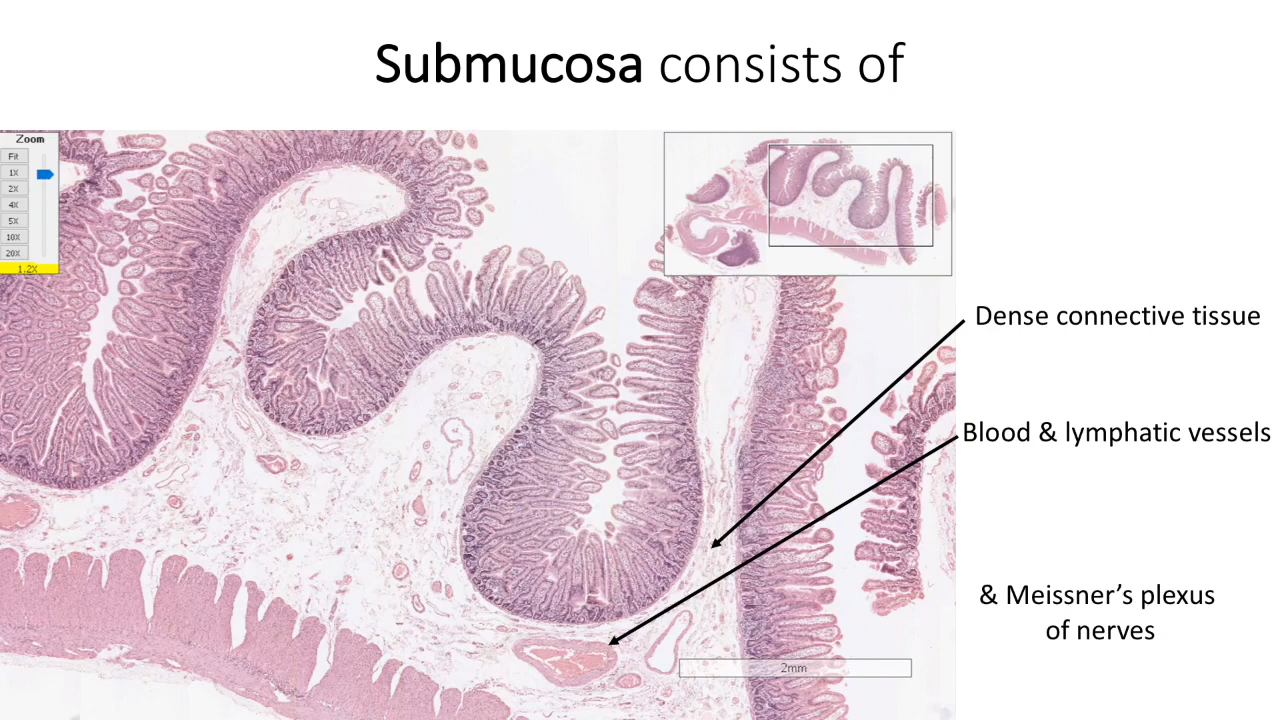 Submucosa consists of
Zoom
Fit
1X
2X
4X
5X
10X
20X
1.2X
Dense connective tissue
Blood & lymphatic vessels
& Meissner’s plexus
of nerves
2mm